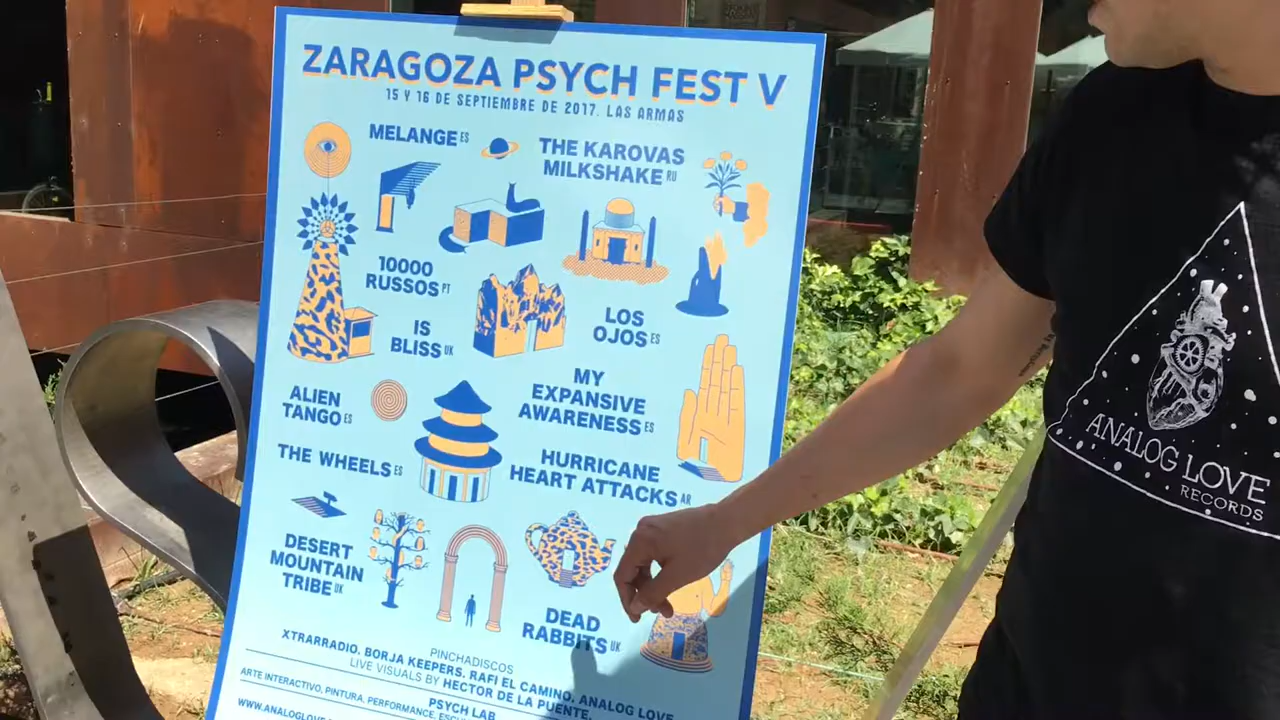 ZARAGOZA PSYCH FEST V
15 Y 16 DE SEPTIEMBRE DE 2017. LAS ARMAS
MELANGE ES
THE KAROVAS
MILKSHAKE RU
10000
RUSSOS PT
IS
BLISS UK
LOS
OJOS ES
ALIEN
TANGO ES
MY
EXPANSIVE
AWARENESS ES
THE WHEELS ES
HURRICANE
HEART ATTACKS AR
DESERT
MOUNTAIN
TRIBE UK
DEAD
RABBITS UK
PINCHADISCOS
XTRARRADIO, BORJA KEEPERS, RAFI EL CAMINO, ANALOG LOVE
LIVE VISUALS BY HECTOR DE LA PUENTE.
PSYCH LAB
ARTE INTERACTIVO, PINTURA, PERFORMANCE,
WWW.ANALOGLOVE
ANALOG LOVE
RECORDS